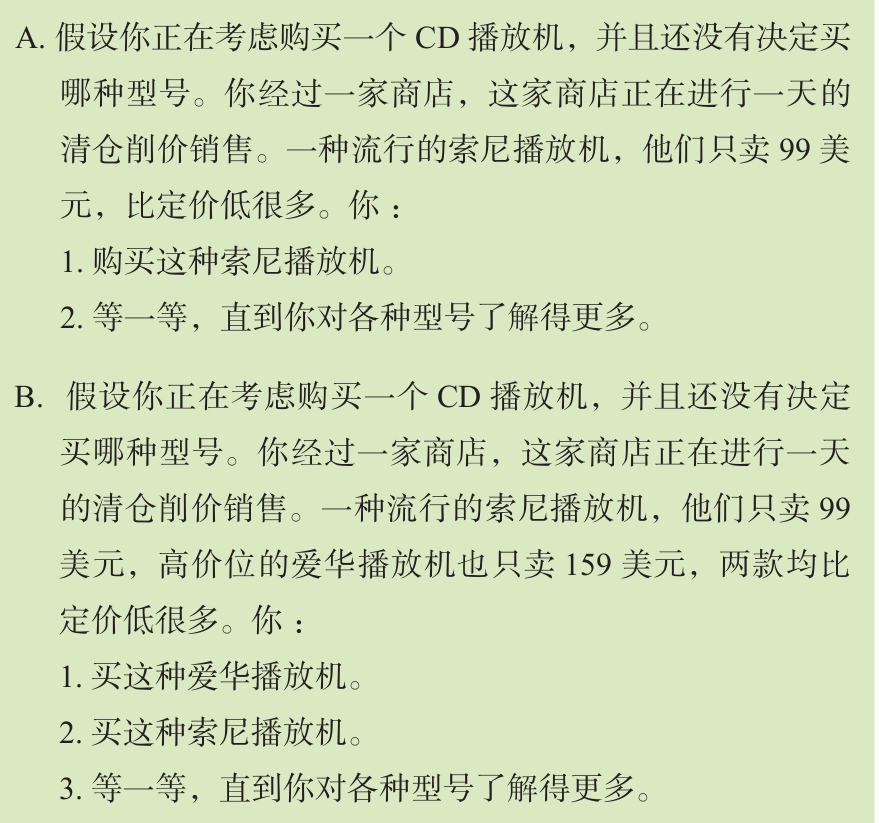 A. 假设你正在考虑购买一个 CD 播放机，并且还没有决定买
哪种型号。你经过一家商店，这家商店正在进行一天的
清仓削价销售。一种流行的索尼播放机，他们只卖 99 美
元，比定价低很多。你：
1. 购买这种索尼播放机。
2. 等一等，直到你对各种型号了解得更多。
B. 假设你正在考虑购买一个 CD 播放机，并且还没有决定
买哪种型号。你经过一家商店，这家商店正在进行一天
的清仓削价销售。一种流行的索尼播放机，他们只卖 99
美元，高价位的爱华播放机也只卖 159 美元，两款均比
定价低很多。你：
1. 买这种爱华播放机。
2. 买这种索尼播放机。
3. 等一等，直到你对各种型号了解得更多。